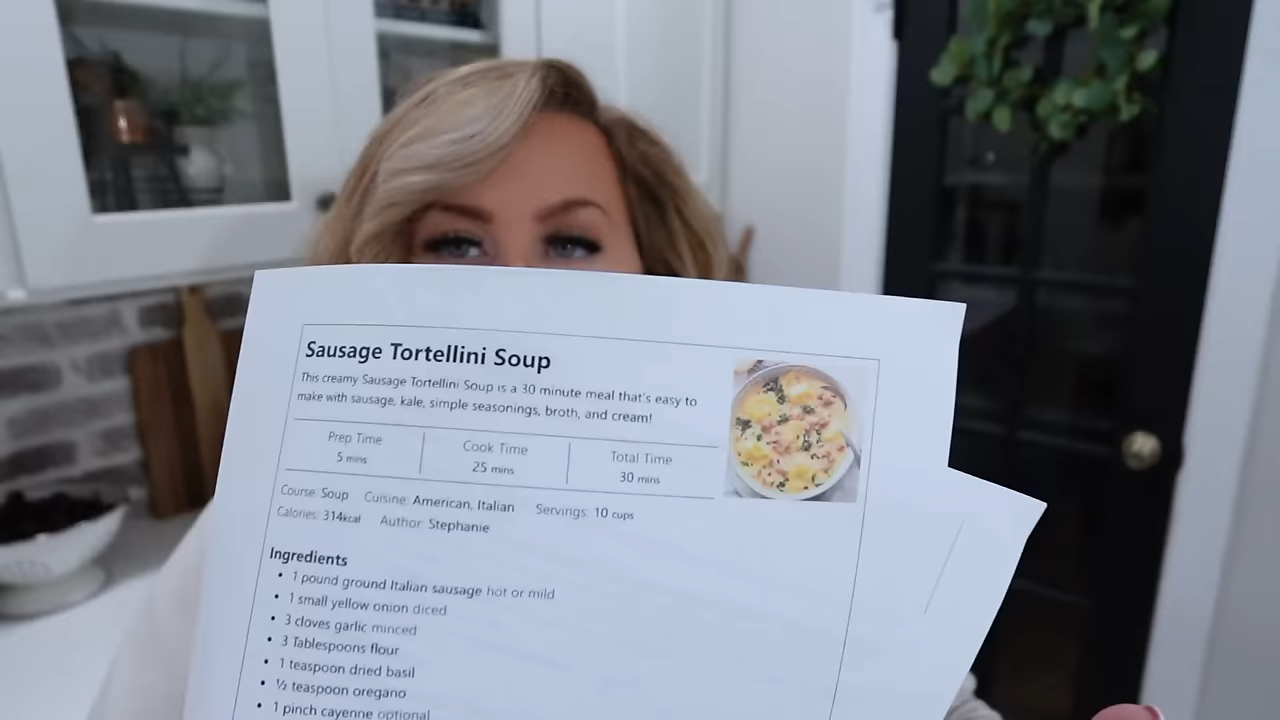 Sausage Tortellini Soup
This creamy Sausage Tortellini Soup is a 30 minute meal that's easy to
make with sausage, kale, simple seasonings, broth, and cream!
Prep Time Cook Time Total Time
5 mins 25 mins 30 mins
Course: Soup Cuisine: American, Italian Servings: 10 cups
Calories: 314kcal Author: Stephanie
Ingredients
• 1 pound ground Italian sausage hot or mild
• 1 small yellow onion diced
• 3 cloves garlic minced
• 3 Tablespoons flour
• 1 teaspoon dried basil
• ½ teaspoon oregano
• 1 pinch cayenne optional